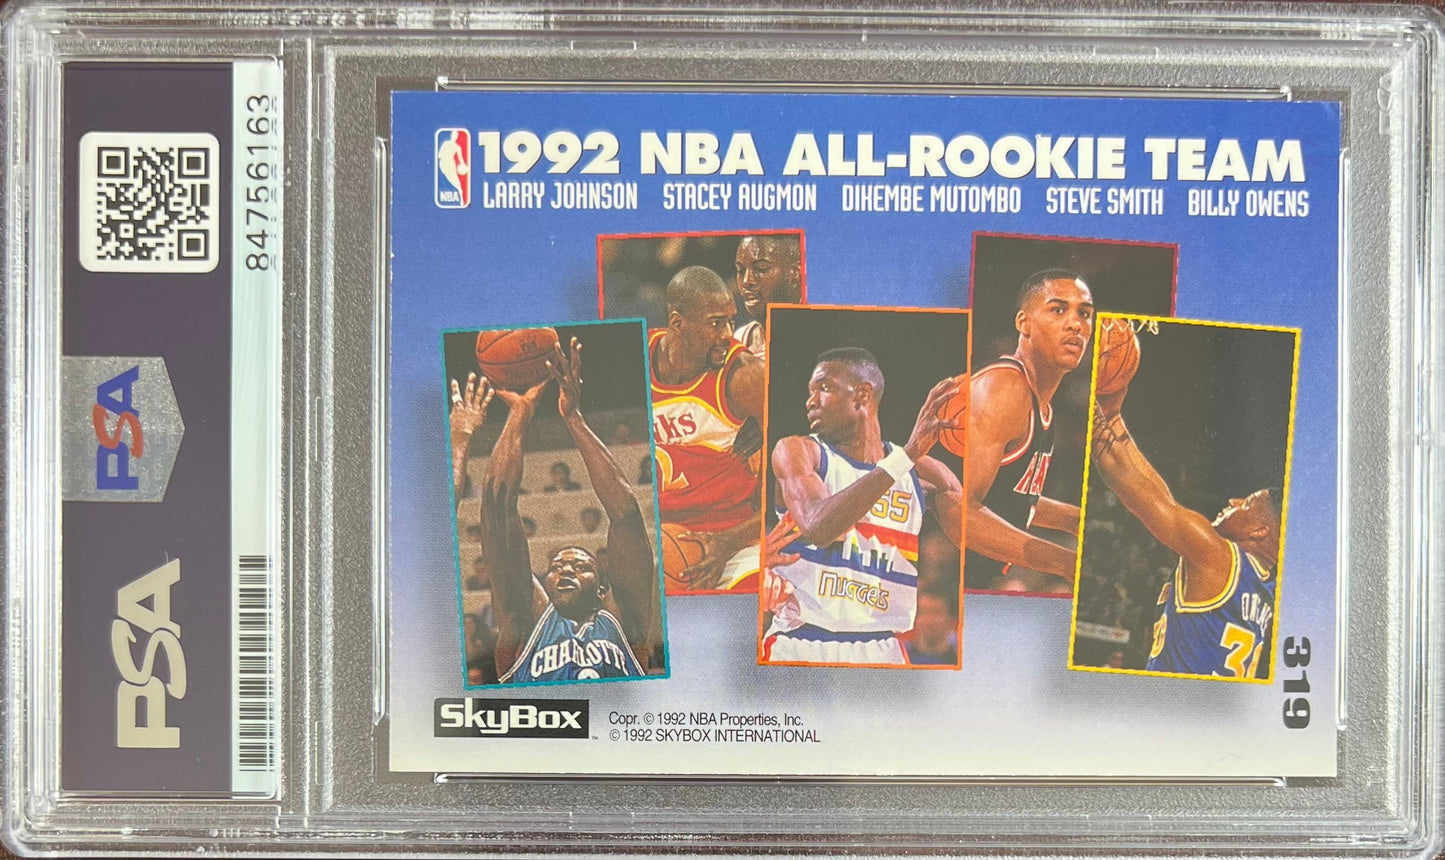 84756163
PSA
PSA
NBA
1992 NBA ALL-ROOKIE TEAM
LARRY JOHNSON STACEY AUGMON DIKEMBE MUTOMBO STEVE SMITH BILLY OWENS
CHARLOTTE
55
NUGGETS
319
SkyBox™
Copr. © 1992 NBA Properties, Inc.
© 1992 SKYBOX INTERNATIONAL